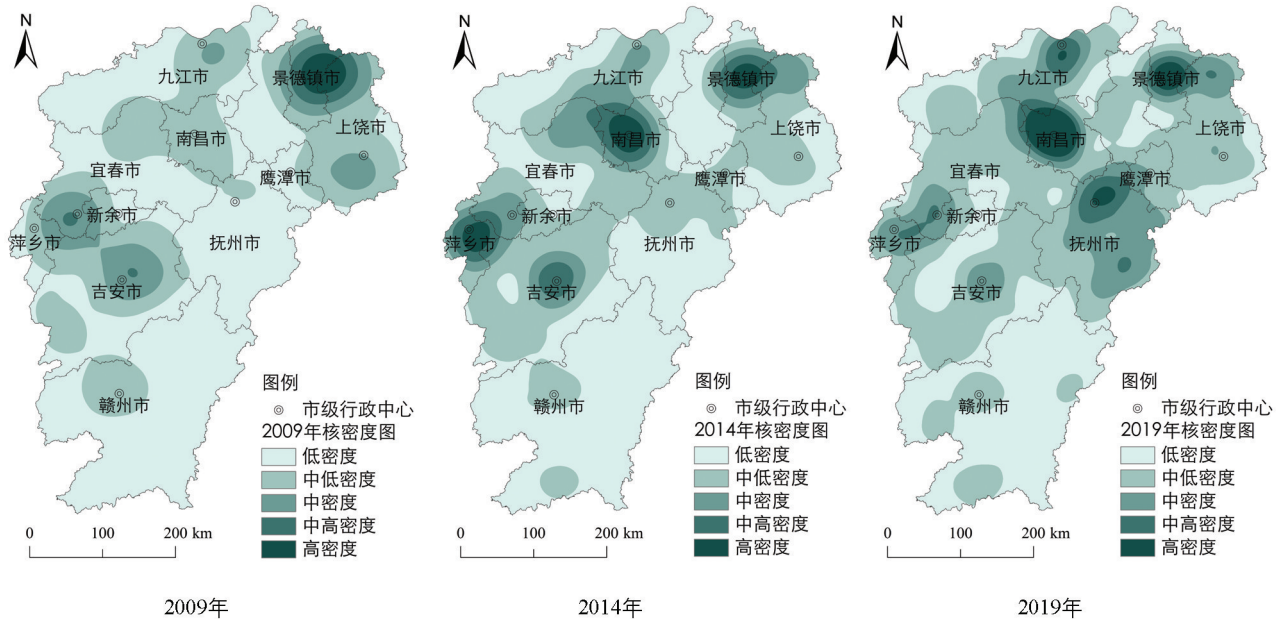 N
九江市
景德镇市
南昌市
上饶市
宜春市
鹰潭市
新余市
萍乡市
抚州市
吉安市
赣州市
图例
市级行政中心
2009年核密度图
低密度
中低密度
中密度
中高密度
高密度
0 100 200 km
2009年
N
九江市
景德镇市
南昌市
上饶市
宜春市
鹰潭市
新余市
萍乡市
抚州市
吉安市
赣州市
图例
市级行政中心
2014年核密度图
低密度
中低密度
中密度
中高密度
高密度
0 100 200 km
2014年
N
九江市
景德镇市
南昌市
上饶市
宜春市
鹰潭市
新余市
萍乡市
抚州市
吉安市
赣州市
图例
市级行政中心
2019年核密度图
低密度
中低密度
中密度
中高密度
高密度
0 100 200 km
2019年